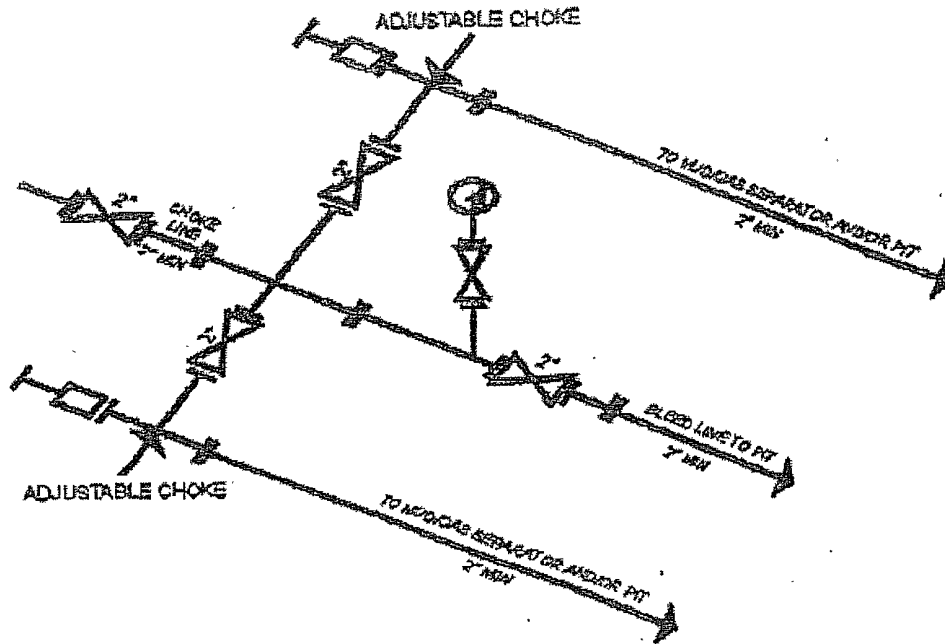 ADJUSTABLE CHOKE
TO MUD/GAS SEPARATOR AND/OR PIT
2" MIN
2"
2"
CHOKE
LINE
2" MIN
2"
2"
BLEED LINE TO PIT
2" MIN
ADJUSTABLE CHOKE
TO MUD/GAS SEPARATOR AND/OR PIT
2" MIN